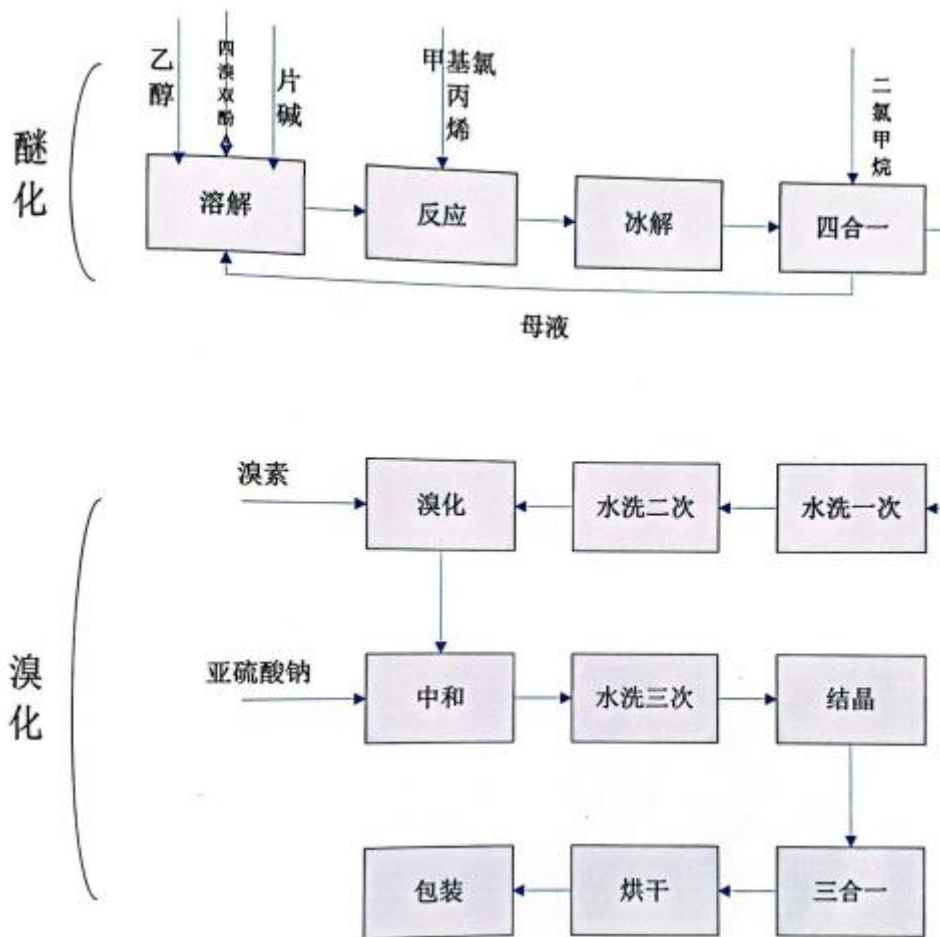 乙醇
四溴双酚
片碱
甲基氯丙烯
二氯甲烷
醚化
溶解
反应
冰解
四合一
母液
溴素
溴化
水洗二次
水洗一次
溴化
亚硫酸钠
中和
水洗三次
结晶
包装
烘干
三合一